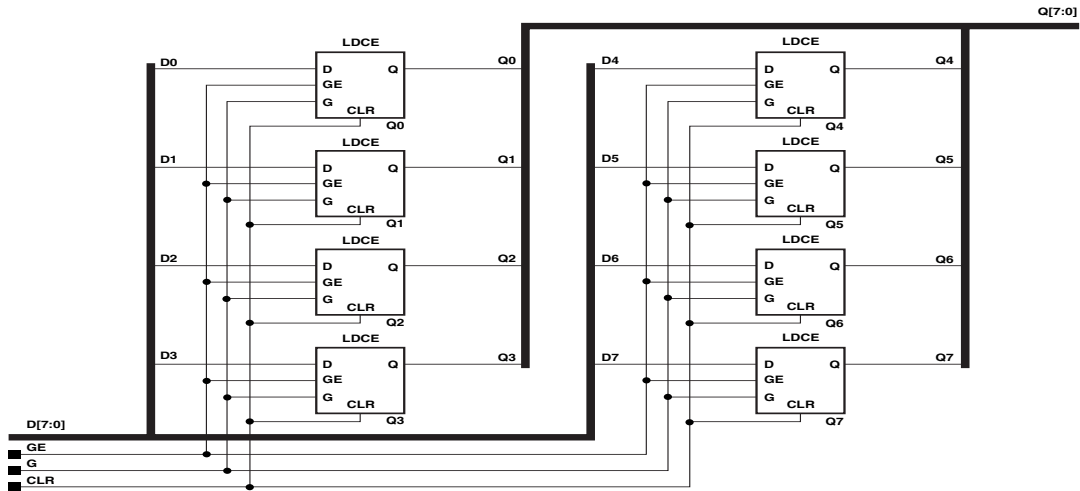 Q[7:0]
LDCE
D0
D
Q
Q0
GE
G
CLR
Q0
LDCE
D1
D
Q
Q1
GE
G
CLR
Q1
LDCE
D2
D
Q
Q2
GE
G
CLR
Q2
LDCE
D3
D
Q
Q3
GE
G
CLR
Q3
LDCE
D4
D
Q
Q4
GE
G
CLR
Q4
LDCE
D5
D
Q
Q5
GE
G
CLR
Q5
LDCE
D6
D
Q
Q6
GE
G
CLR
Q6
LDCE
D7
D
Q
Q7
GE
G
CLR
Q7
D[7:0]
GE
G
CLR